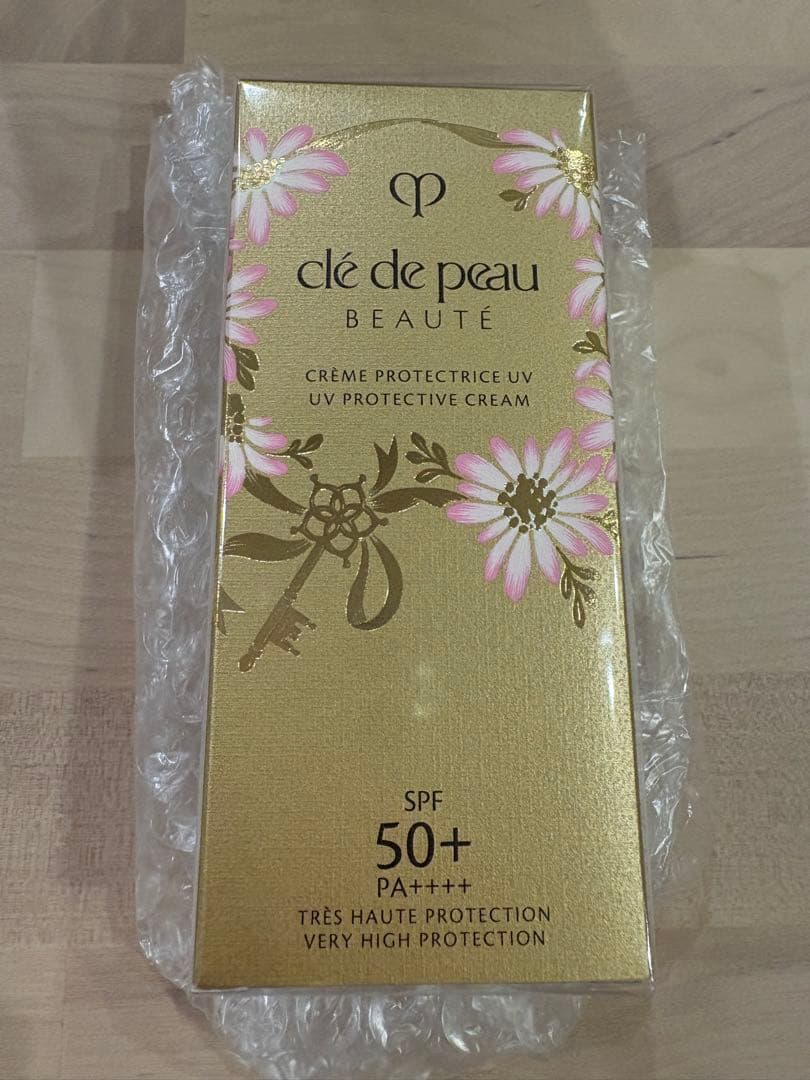 clé de peau
BEAUTÉ
CRÈME PROTECTRICE UV
UV PROTECTIVE CREAM
SPF
50+
PA++++
TRÈS HAUTE PROTECTION
VERY HIGH PROTECTION